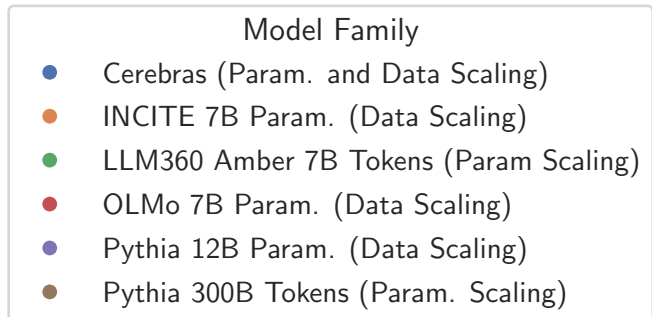 Model Family
Cerebras (Param. and Data Scaling)
INCITE 7B Param. (Data Scaling)
LLM360 Amber 7B Tokens (Param Scaling)
OLMo 7B Param. (Data Scaling)
Pythia 12B Param. (Data Scaling)
Pythia 300B Tokens (Param. Scaling)